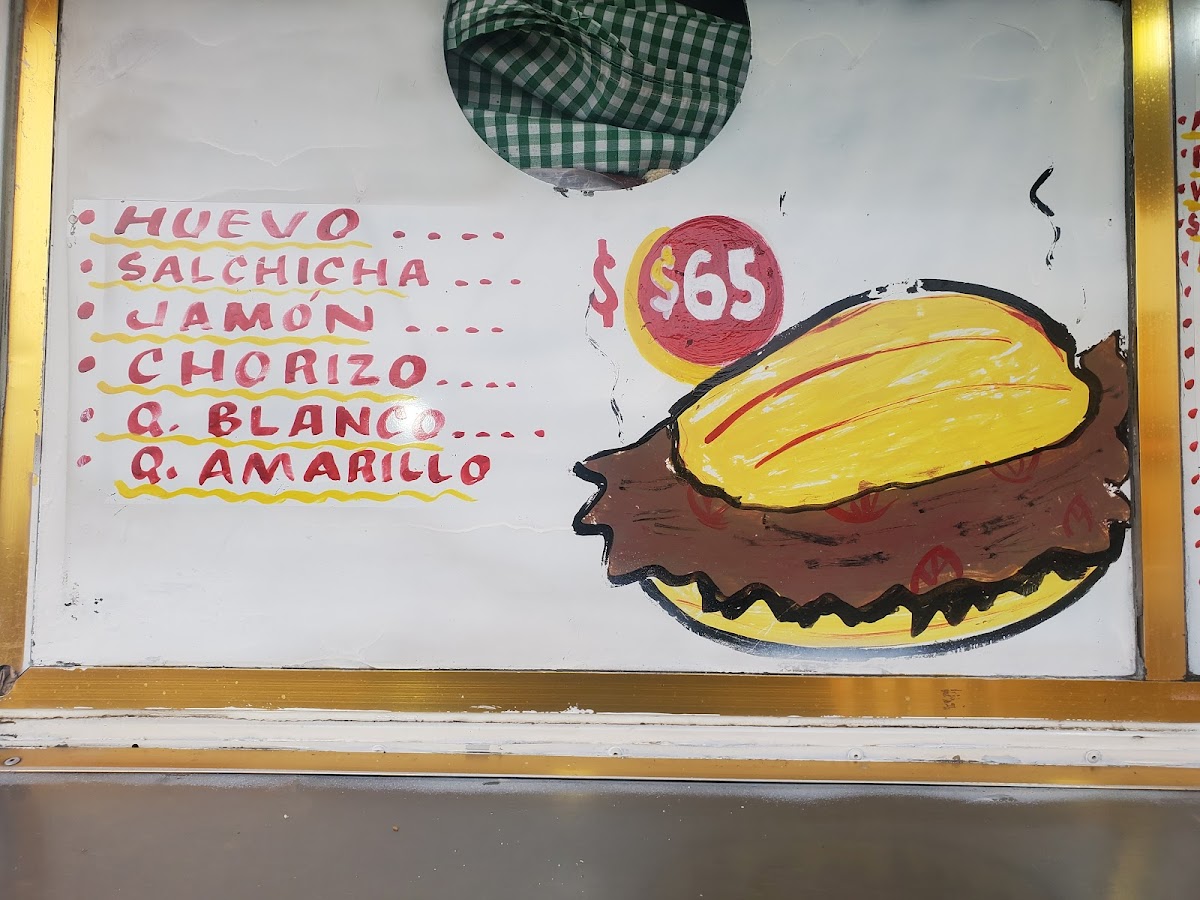 • HUEVO ....
• SALCHICHA ...
• JAMÓN ....
• CHORIZO....
• Q. BLANCO....
• Q. AMARILLO
$ $65